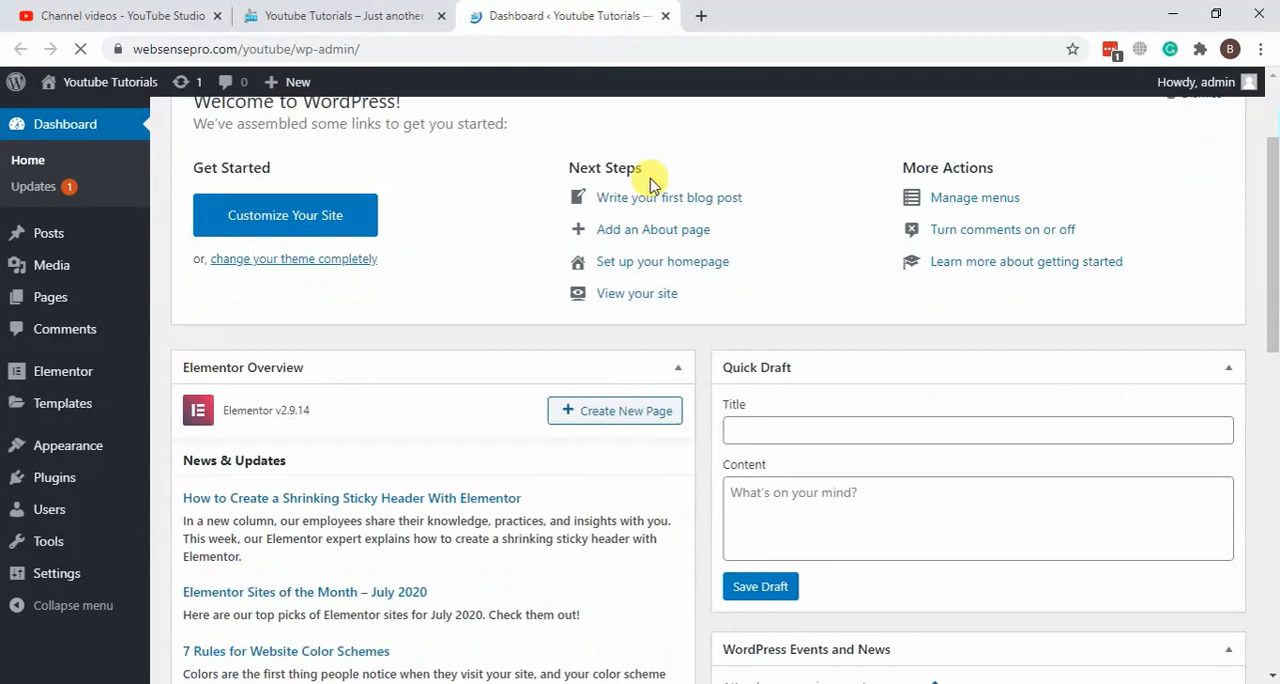 Channel videos - YouTube Studio
Youtube Tutorials – Just another
Dashboard ‹ Youtube Tutorials —
websensepro.com/youtube/wp-admin/
1
B
Youtube Tutorials
1
0
New
Howdy, admin
Dashboard
Home
Updates 1
Posts
Media
Pages
Comments
Elementor
Templates
Appearance
Plugins
Users
Tools
Settings
Collapse menu
Welcome to WordPress!
Dismiss
We've assembled some links to get you started:
Get Started
Customize Your Site
or, change your theme completely
Next Steps
Write your first blog post
Add an About page
Set up your homepage
View your site
More Actions
Manage menus
Turn comments on or off
Learn more about getting started
Elementor Overview
Elementor v2.9.14
Create New Page
News & Updates
How to Create a Shrinking Sticky Header With Elementor
In a new column, our employees share their knowledge, practices, and insights with you.
This week, our Elementor expert explains how to create a shrinking sticky header with
Elementor.
Elementor Sites of the Month – July 2020
Here are our top picks of Elementor sites for July 2020. Check them out!
7 Rules for Website Color Schemes
Colors are the first thing people notice when they visit your site, and your color scheme
Quick Draft
Title
Content
What's on your mind?
Save Draft
WordPress Events and News